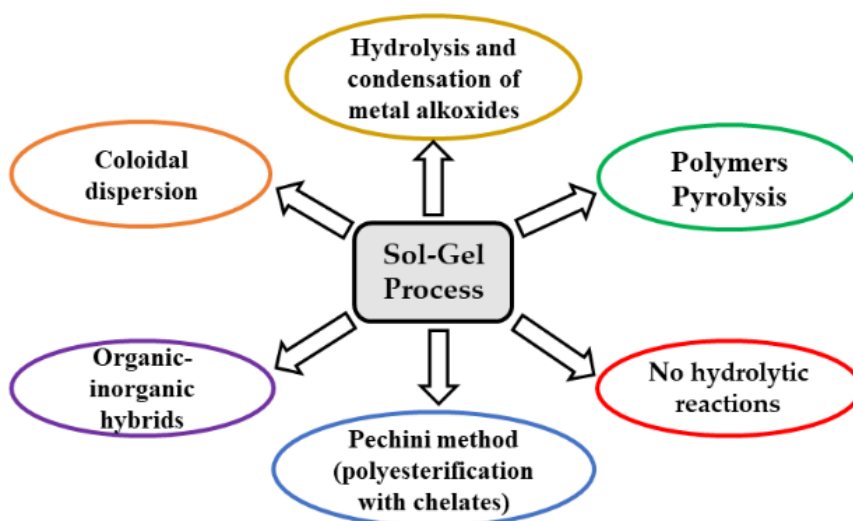 Hydrolysis and
condensation of
metal alkoxides
Coloidal
dispersion
Polymers
Pyrolysis
Sol-Gel
Process
Organic-
inorganic
hybrids
No hydrolytic
reactions
Pechini method
(polyesterification
with chelates)